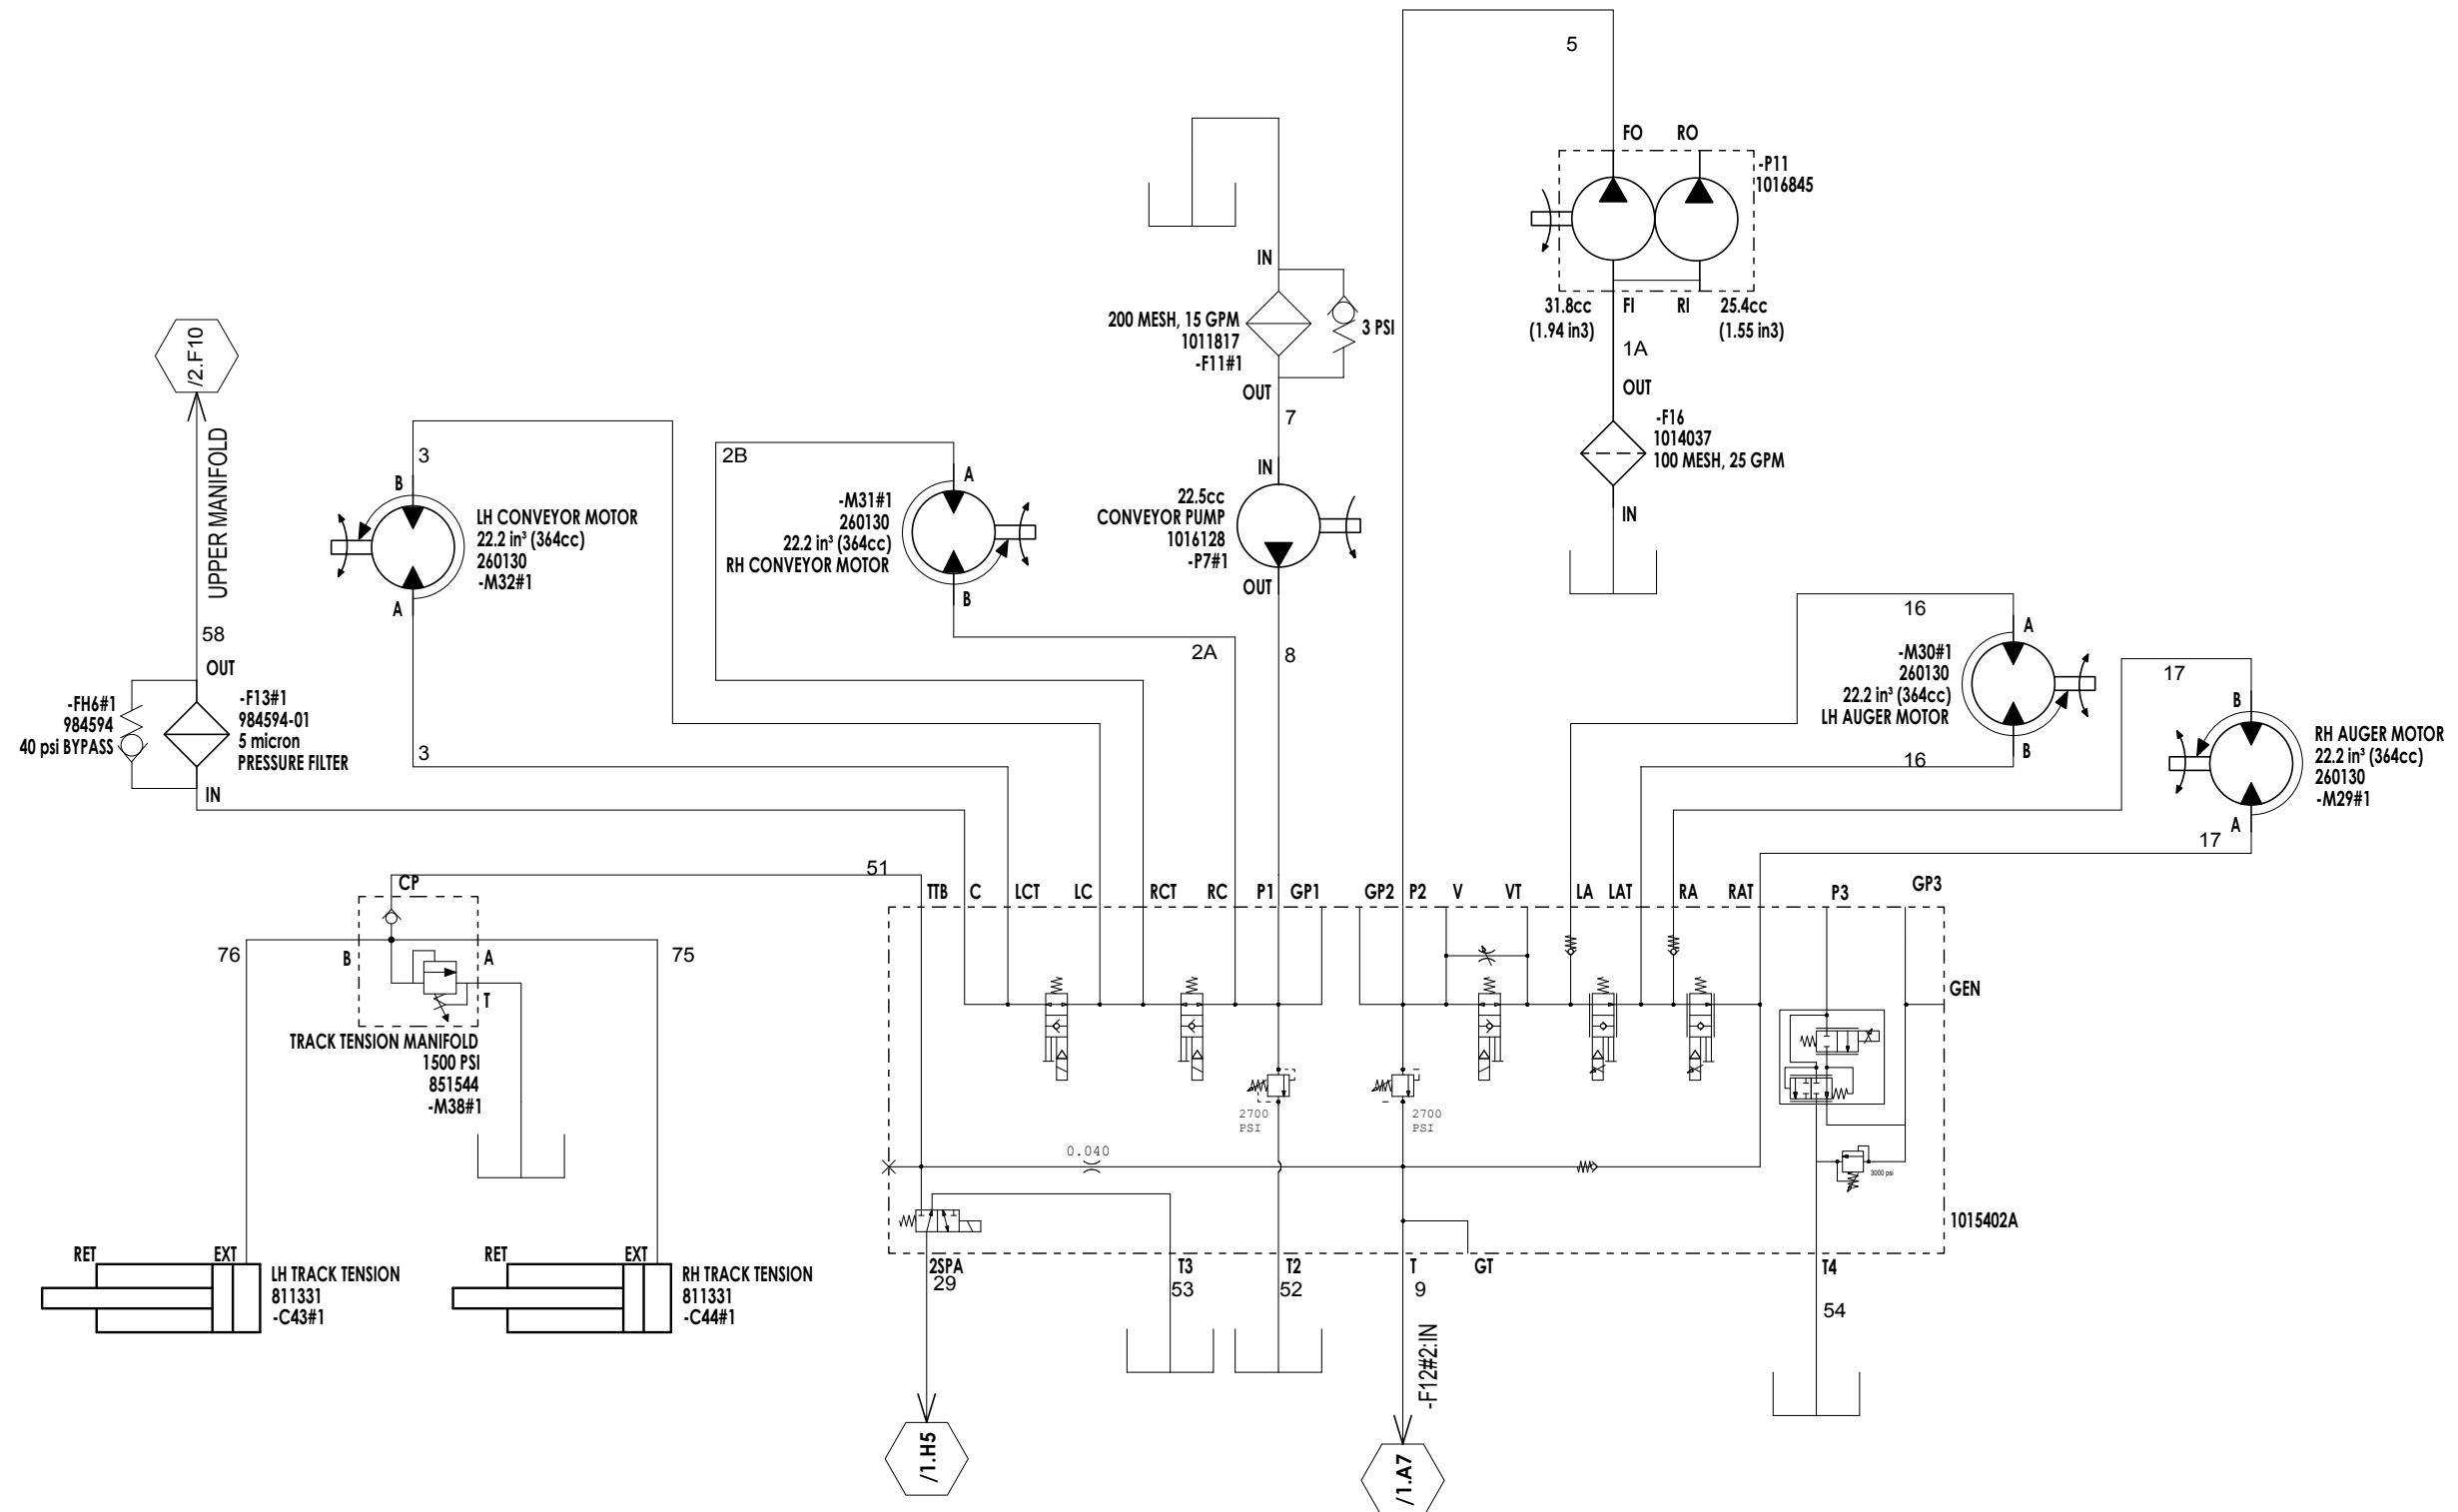 5
FO
RO
-P11
1016845
31.8cc
(1.94 in3)
FI
RI
25.4cc
(1.55 in3)
1A
OUT
-F16
1014037
100 MESH, 25 GPM
IN
IN
200 MESH, 15 GPM
1011817
-F11#1
3 PSI
OUT
7
IN
22.5cc
CONVEYOR PUMP
1016128
-P7#1
OUT
8
/2.F10
UPPER MANIFOLD
58
OUT
-FH6#1
984594
40 psi BYPASS
-F13#1
984594-01
5 micron
PRESSURE FILTER
IN
3
B
LH CONVEYOR MOTOR
22.2 in³ (364cc)
260130
-M32#1
A
3
2B
A
-M31#1
260130
22.2 in³ (364cc)
RH CONVEYOR MOTOR
B
2A
16
A
-M30#1
260130
22.2 in³ (364cc)
LH AUGER MOTOR
B
16
17
B
RH AUGER MOTOR
22.2 in³ (364cc)
260130
-M29#1
A
17
51
CP
76
B
A
75
T
TRACK TENSION MANIFOLD
1500 PSI
851544
-M38#1
TTB
C
LCT
LC
RCT
RC
P1
GP1
GP2
P2
V
VT
LA
LAT
RA
RAT
P3
GP3
GEN
2700
PSI
2700
PSI
0.040
3000 psi
1015402A
RET
EXT
LH TRACK TENSION
811331
-C43#1
RET
EXT
RH TRACK TENSION
811331
-C44#1
2SPA
29
T3
53
T2
52
T
9
GT
T4
54
-F12#2:IN
/1.H5
/1.A7